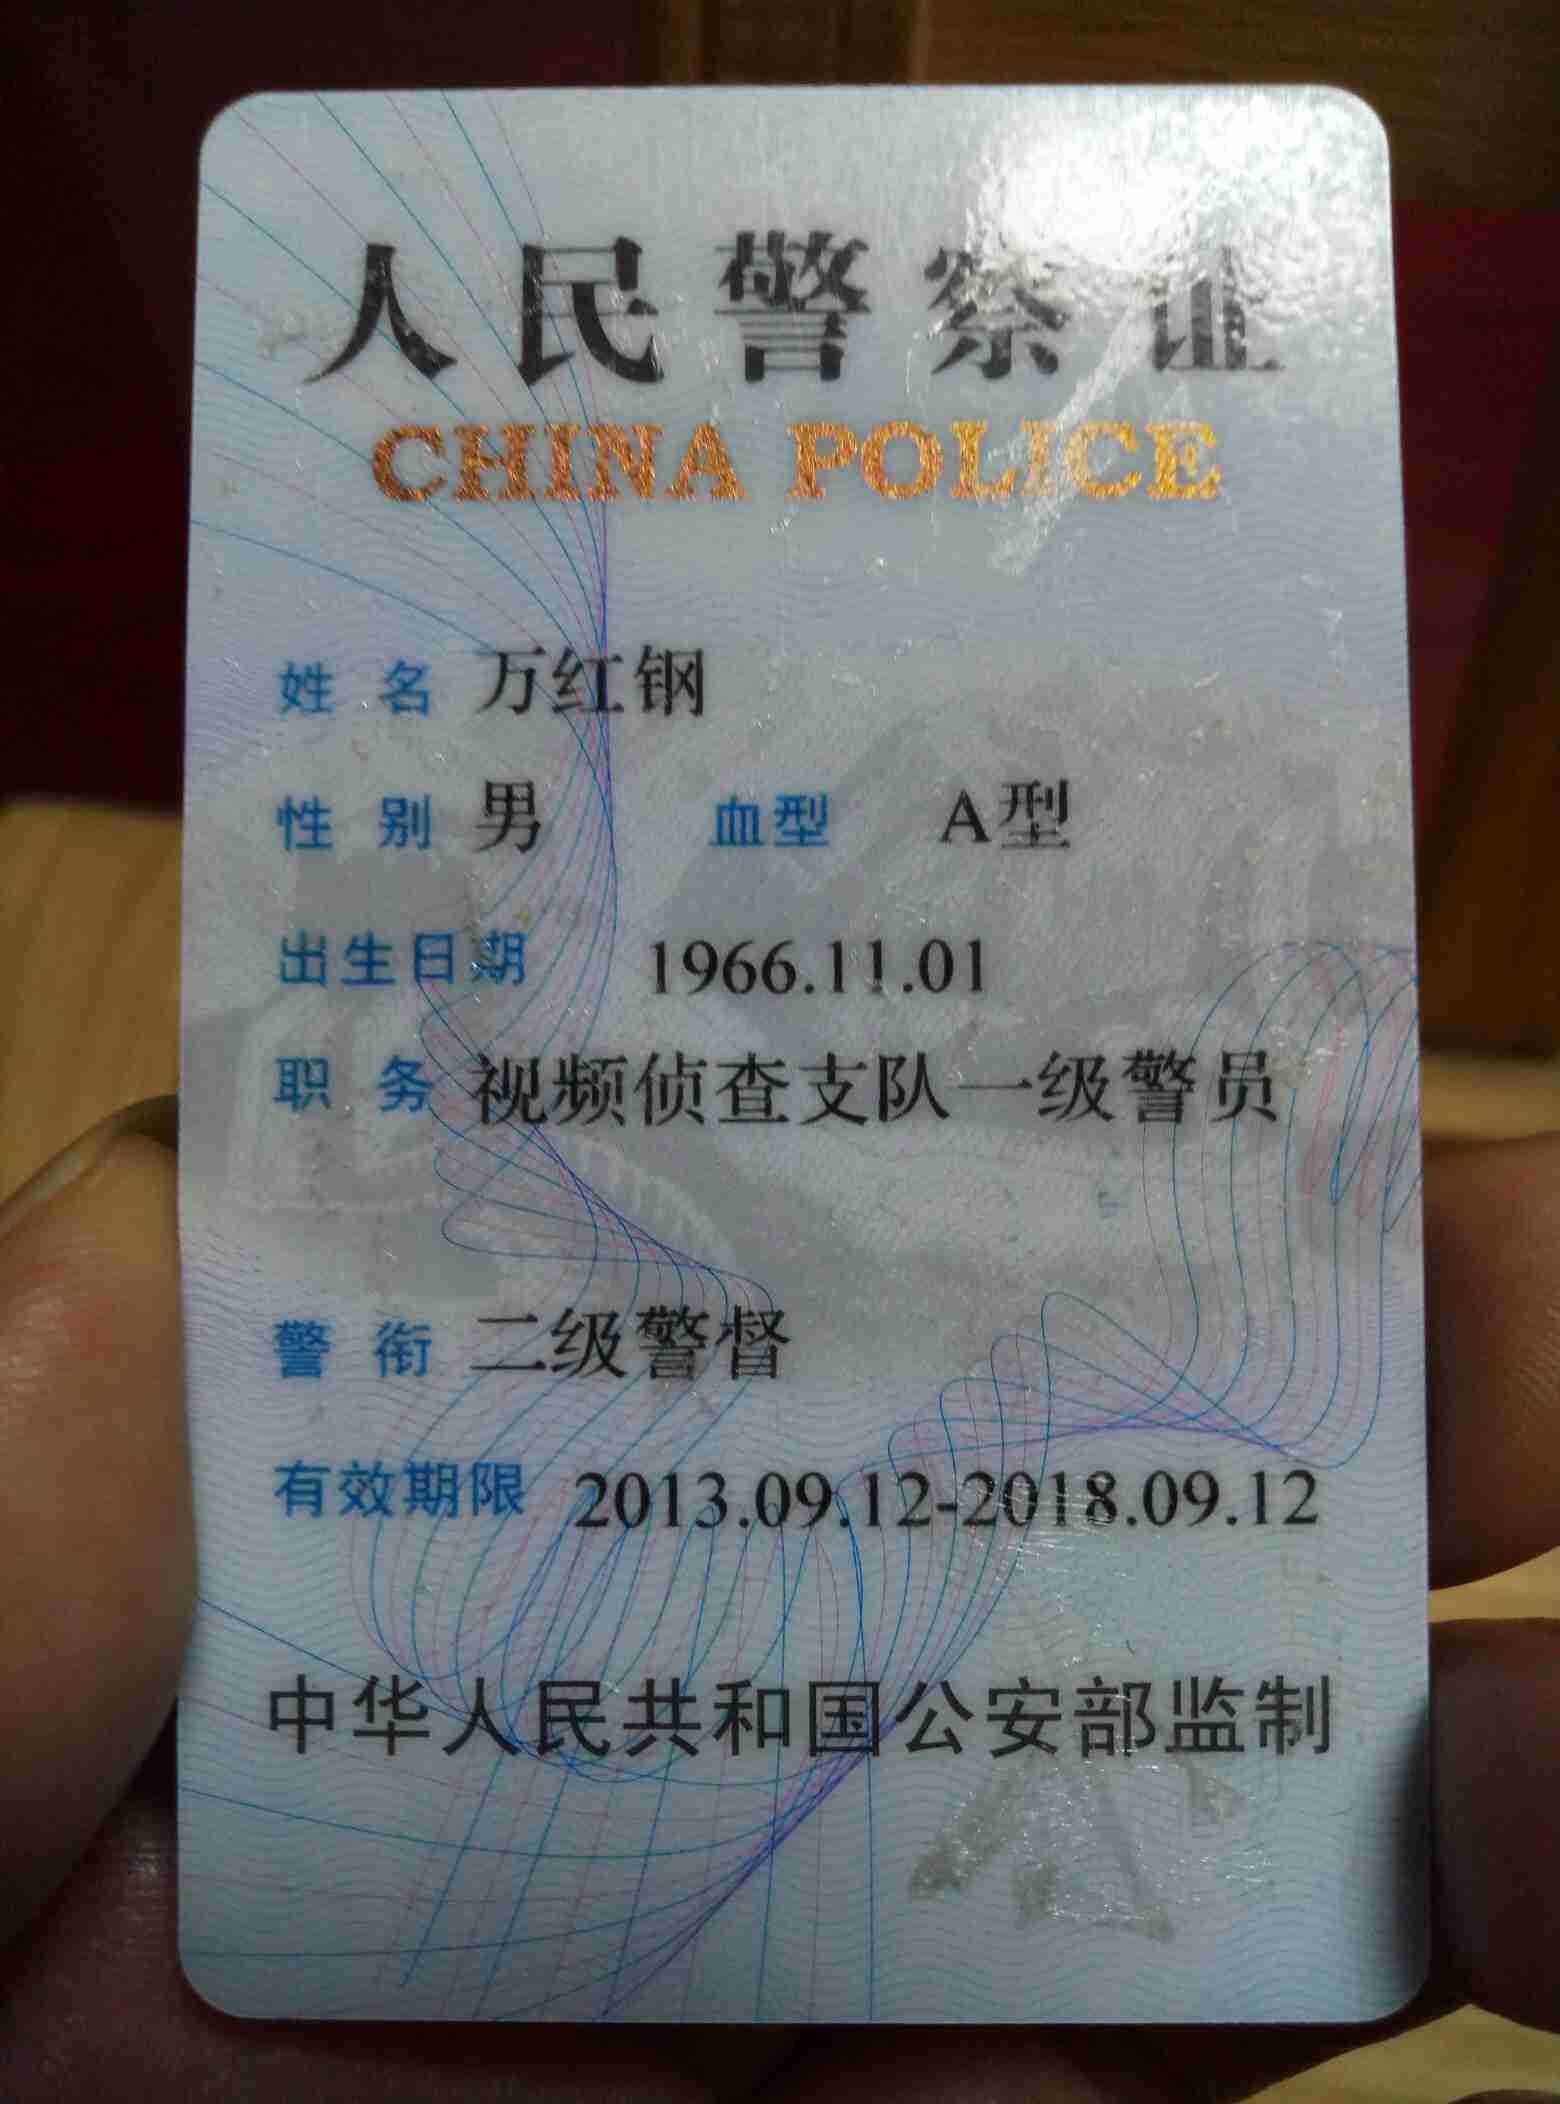 人民警察证
CHINA POLICE
姓 名 万红钢
性 别 男 血型 A型
出生日期 1966.11.01
职 务 视频侦查支队一级警员
警 衔 二级警督
有效期限 2013.09.12-2018.09.12
中华人民共和国公安部监制